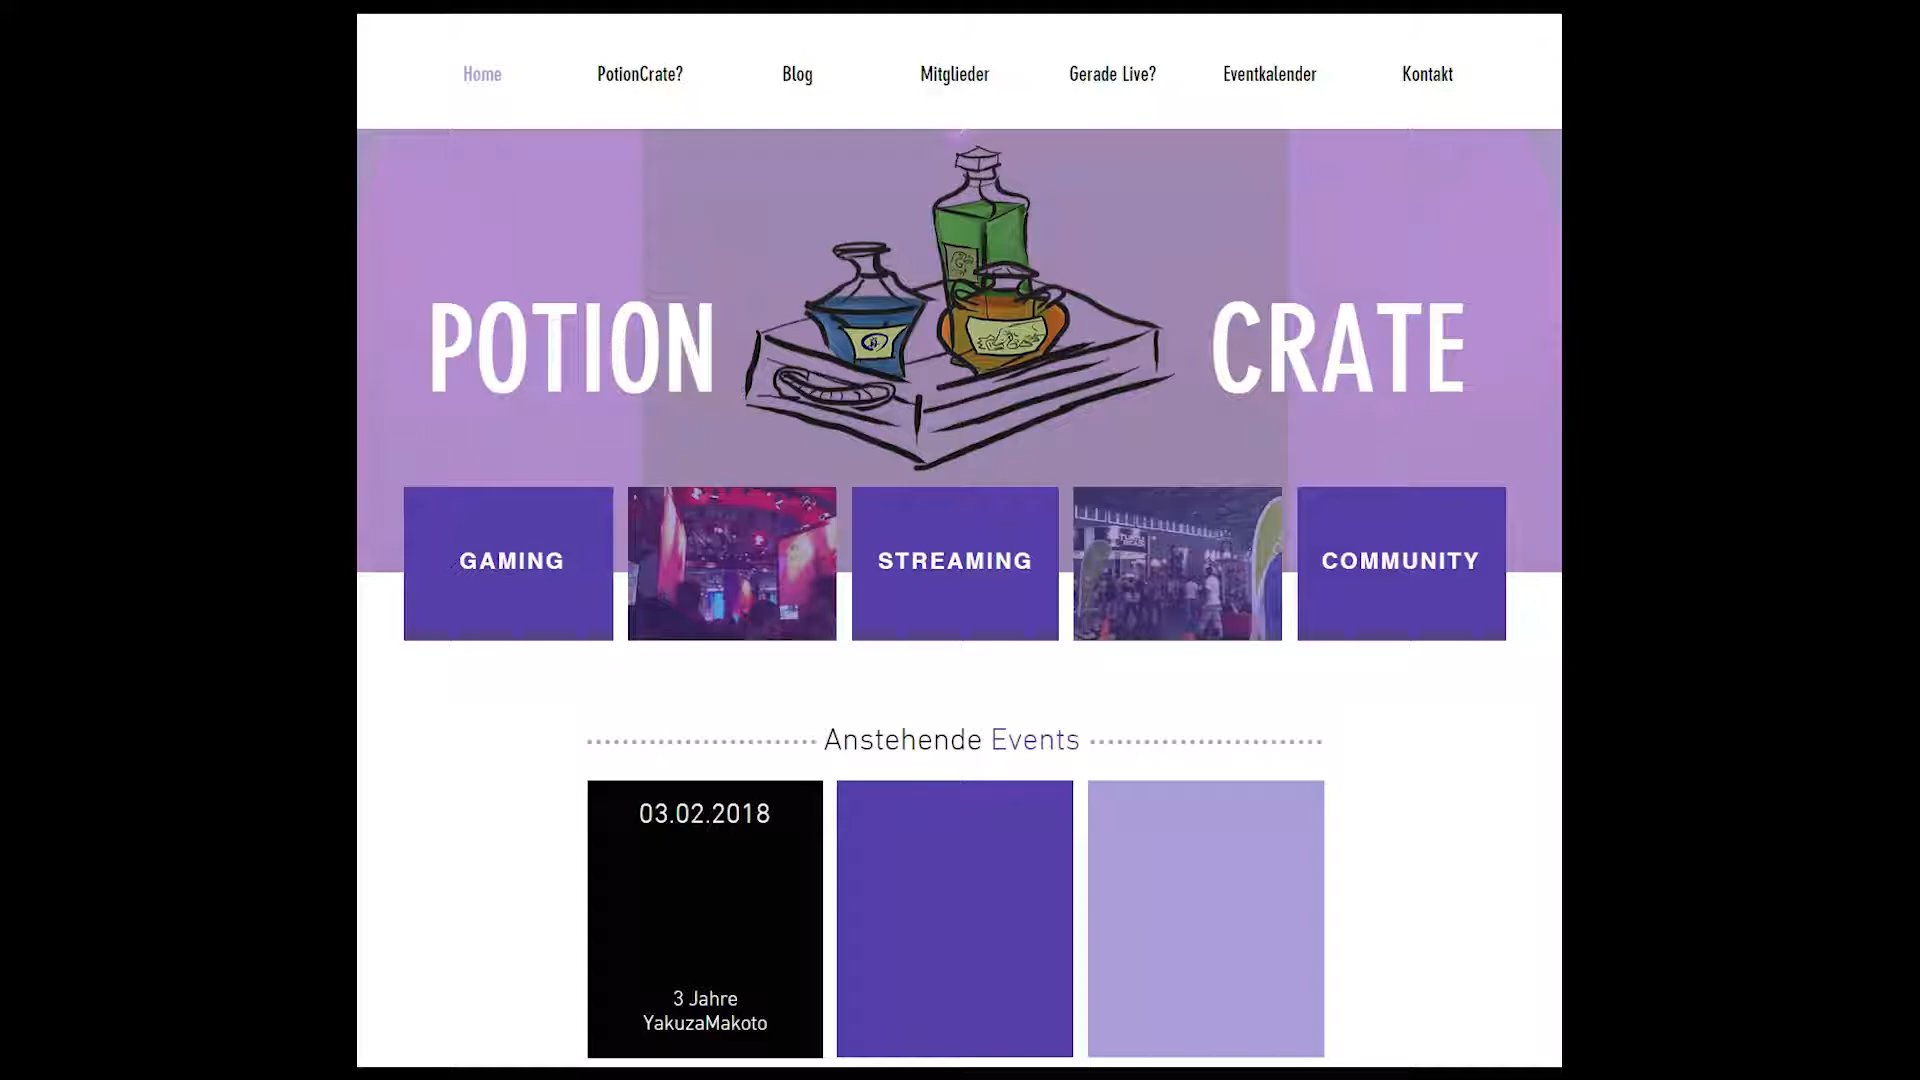 Home PotionCrate? Blog Mitglieder Gerade Live? Eventkalender Kontakt
POTION CRATE
GAMING STREAMING COMMUNITY
Anstehende Events
03.02.2018
3 Jahre
YakuzaMakoto